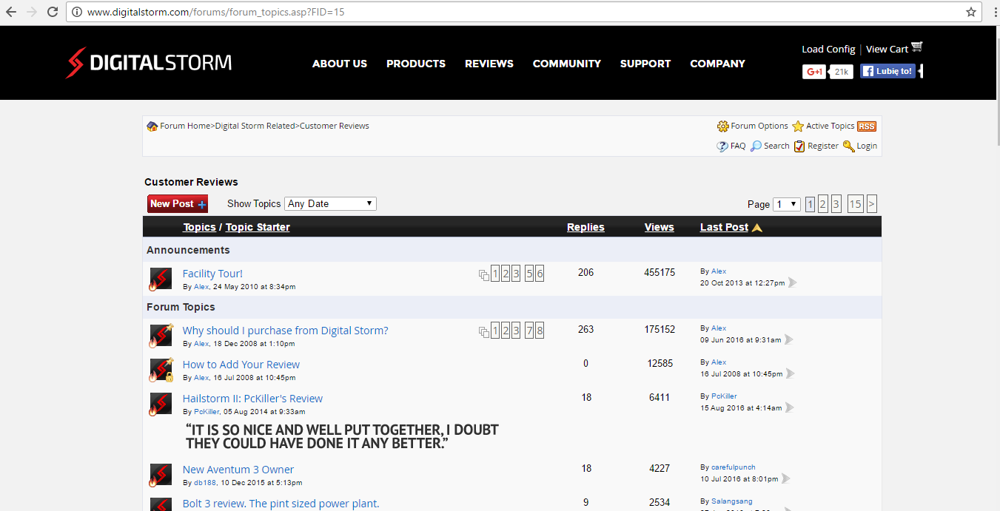 www.digitalstorm.com/forums/forum_topics.asp?FID=15
Load Config | View Cart
DIGITALSTORM ABOUT US PRODUCTS REVIEWS COMMUNITY SUPPORT COMPANY
G+1 21k Lubię to!
Forum Home>Digital Storm Related>Customer Reviews Forum Options Active Topics RSS
FAQ Search Register Login
Customer Reviews
New Post + Show Topics Any Date Page 1 1 2 3 15 >
Topics / Topic Starter Replies Views Last Post
Announcements
Facility Tour! 1 2 3 5 6 206 455175 By Alex
By Alex, 24 May 2010 at 8:34pm 20 Oct 2013 at 12:27pm
Forum Topics
Why should I purchase from Digital Storm? 1 2 3 7 8 263 175152 By Alex
By Alex, 18 Dec 2008 at 1:10pm 09 Jun 2016 at 9:31am
How to Add Your Review 0 12585 By Alex
By Alex, 16 Jul 2008 at 10:45pm 16 Jul 2008 at 10:45pm
Hailstorm II: PcKiller's Review 18 6411 By PcKiller
By PcKiller, 05 Aug 2014 at 9:33am 15 Aug 2016 at 4:14am
“IT IS SO NICE AND WELL PUT TOGETHER, I DOUBT
THEY COULD HAVE DONE IT ANY BETTER.”
New Aventum 3 Owner 18 4227 By carefulpunch
By db188, 10 Dec 2015 at 5:13pm 10 Jul 2016 at 8:01pm
Bolt 3 review. The pint sized power plant. 9 2534 By Salangsang